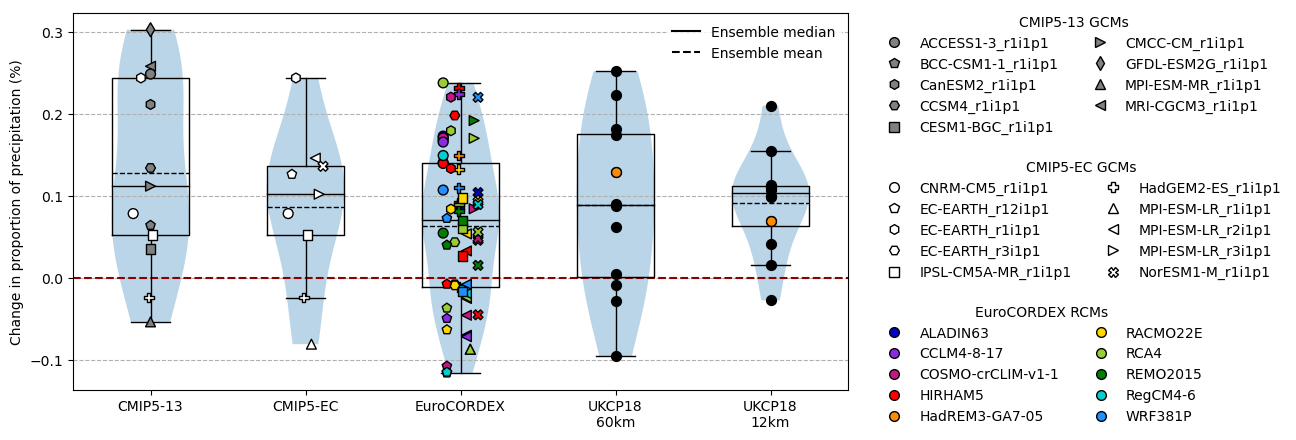 Change in proportion of precipitation (%)
0.3
0.2
0.1
0.0
−0.1
Ensemble median
Ensemble mean
CMIP5-13
CMIP5-EC
EuroCORDEX
UKCP18
60km
UKCP18
12km
CMIP5-13 GCMs
ACCESS1-3_r1i1p1
BCC-CSM1-1_r1i1p1
CanESM2_r1i1p1
CCSM4_r1i1p1
CESM1-BGC_r1i1p1
CMCC-CM_r1i1p1
GFDL-ESM2G_r1i1p1
MPI-ESM-MR_r1i1p1
MRI-CGCM3_r1i1p1
CMIP5-EC GCMs
CNRM-CM5_r1i1p1
EC-EARTH_r12i1p1
EC-EARTH_r1i1p1
EC-EARTH_r3i1p1
IPSL-CM5A-MR_r1i1p1
HadGEM2-ES_r1i1p1
MPI-ESM-LR_r1i1p1
MPI-ESM-LR_r2i1p1
MPI-ESM-LR_r3i1p1
NorESM1-M_r1i1p1
EuroCORDEX RCMs
ALADIN63
CCLM4-8-17
COSMO-crCLIM-v1-1
HIRHAM5
HadREM3-GA7-05
RACMO22E
RCA4
REMO2015
RegCM4-6
WRF381P